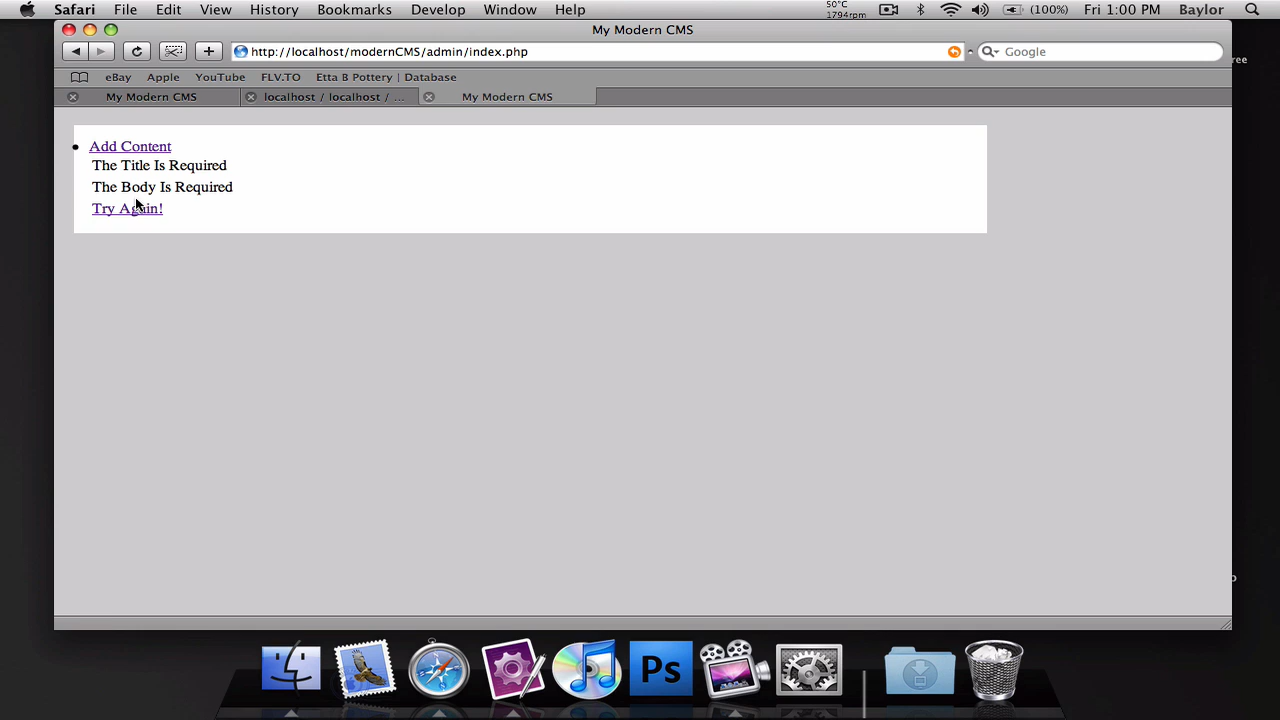 Safari File Edit View History Bookmarks Develop Window Help 50°C 1794rpm (100%) Fri 1:00 PM Baylor
My Modern CMS
http://localhost/modernCMS/admin/index.php Google
eBay Apple YouTube FLV.TO Etta B Pottery | Database
My Modern CMS localhost / localhost / ... My Modern CMS
Add Content
The Title Is Required
The Body Is Required
Try Again!
Ps